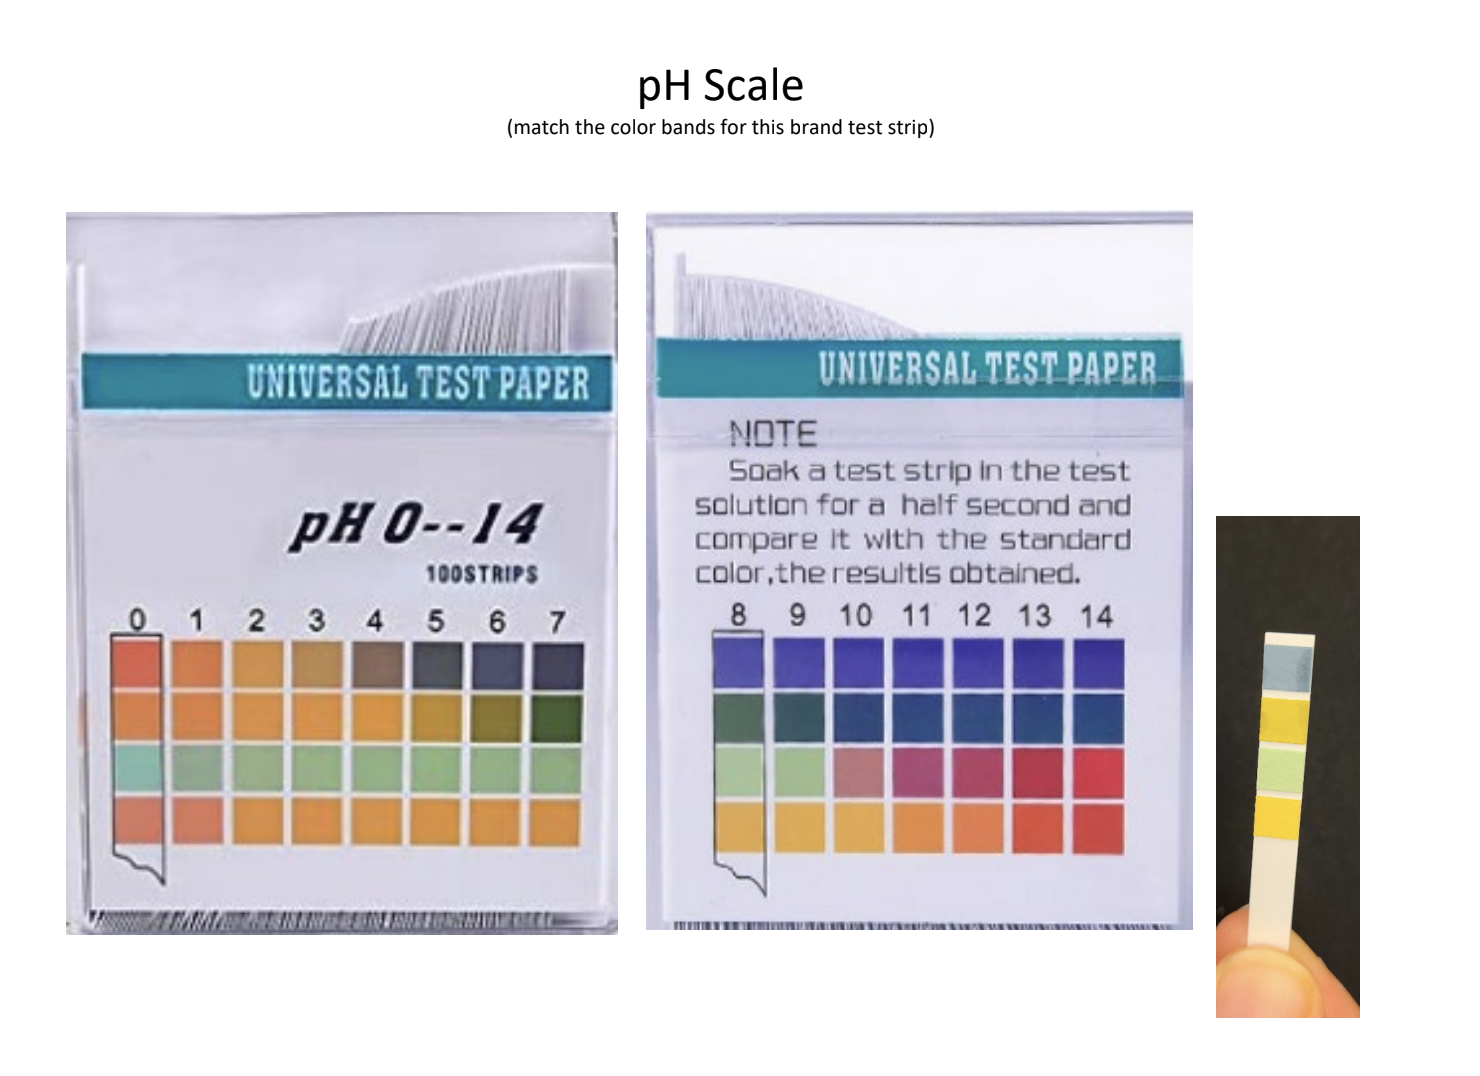 pH Scale
(match the color bands for this brand test strip)
UNIVERSAL TEST PAPER
pH 0--14
100STRIPS
0 1 2 3 4 5 6 7
UNIVERSAL TEST PAPER
NOTE
Soak a test strip in the test
solution for a half second and
compare it with the standard
color,the resultis obtained.
8 9 10 11 12 13 14